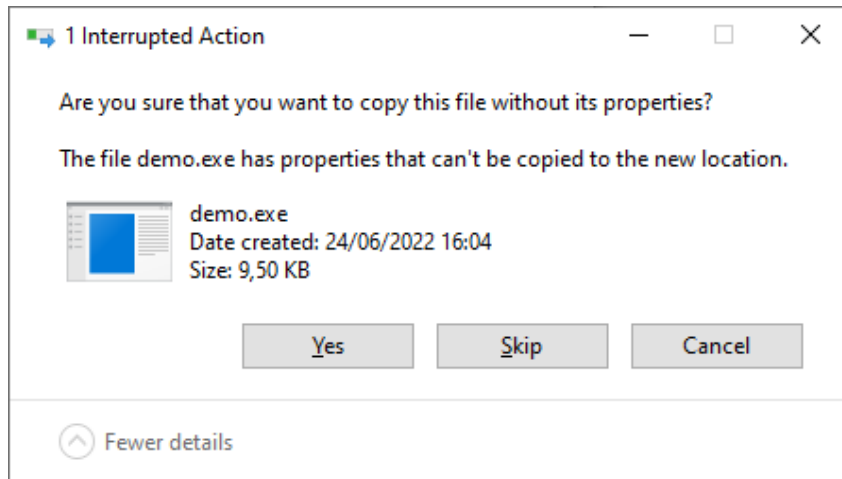 1 Interrupted Action
Are you sure that you want to copy this file without its properties?
The file demo.exe has properties that can't be copied to the new location.
demo.exe
Date created: 24/06/2022 16:04
Size: 9,50 KB
Yes
Skip
Cancel
Fewer details